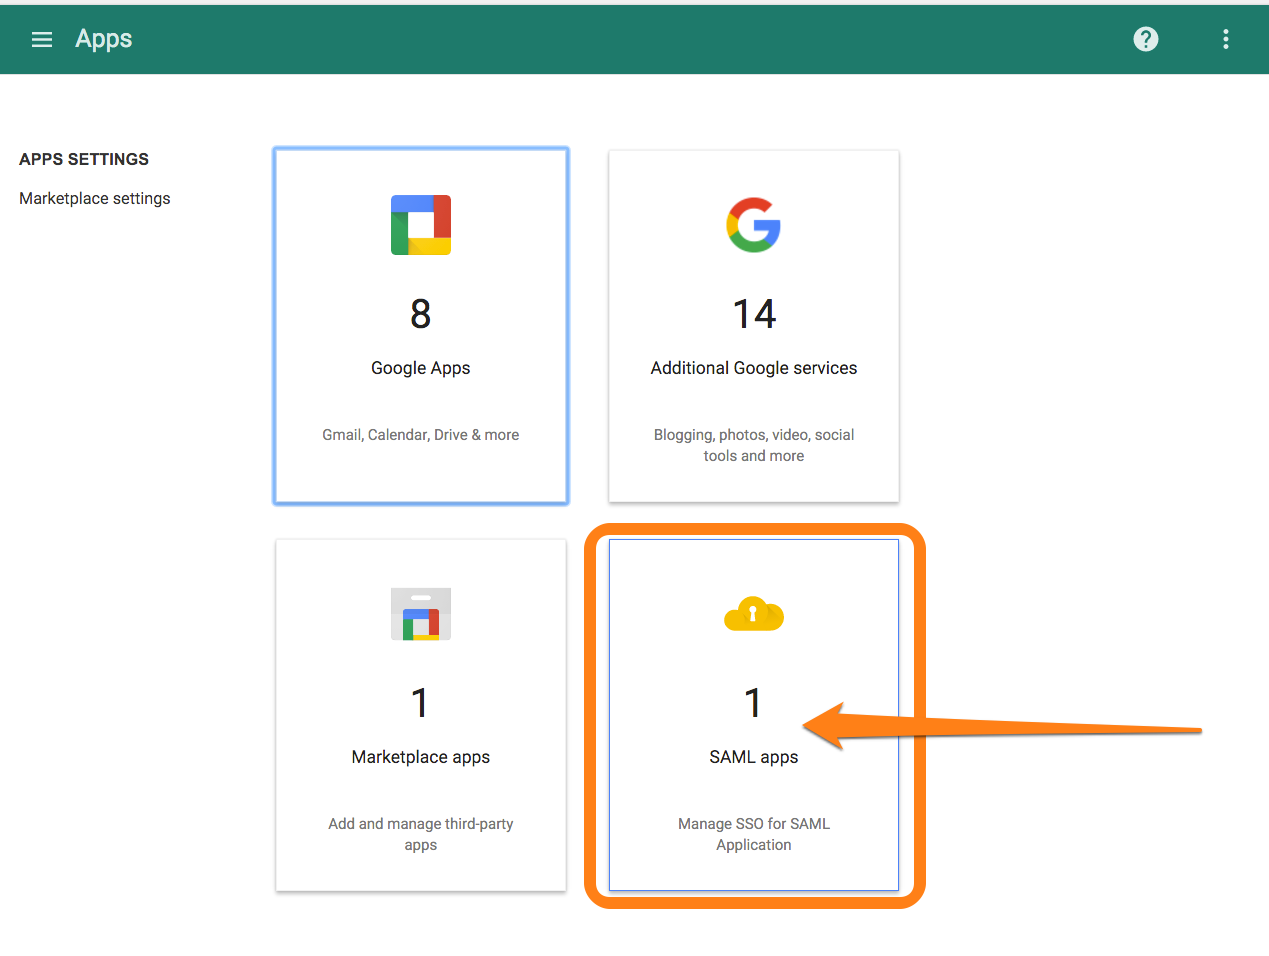 Apps
APPS SETTINGS
Marketplace settings
8
Google Apps
Gmail, Calendar, Drive & more
14
Additional Google services
Blogging, photos, video, social
tools and more
1
Marketplace apps
Add and manage third-party
apps
1
SAML apps
Manage SSO for SAML
Application